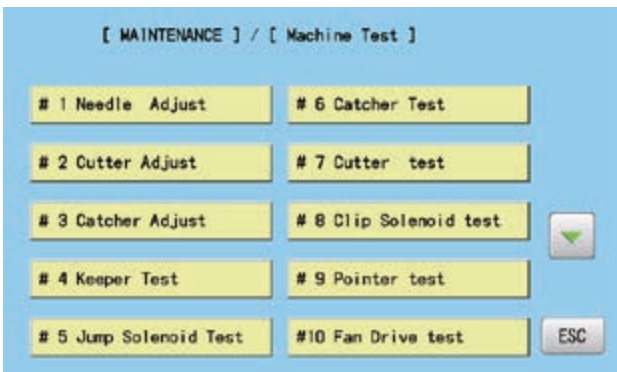 [ MAINTENANCE ] / [ Machine Test ]
# 1 Needle Adjust
# 2 Cutter Adjust
# 3 Catcher Adjust
# 4 Keeper Test
# 5 Jump Solenoid Test
# 6 Catcher Test
# 7 Cutter test
# 8 Clip Solenoid test
# 9 Pointer test
#10 Fan Drive test
ESC